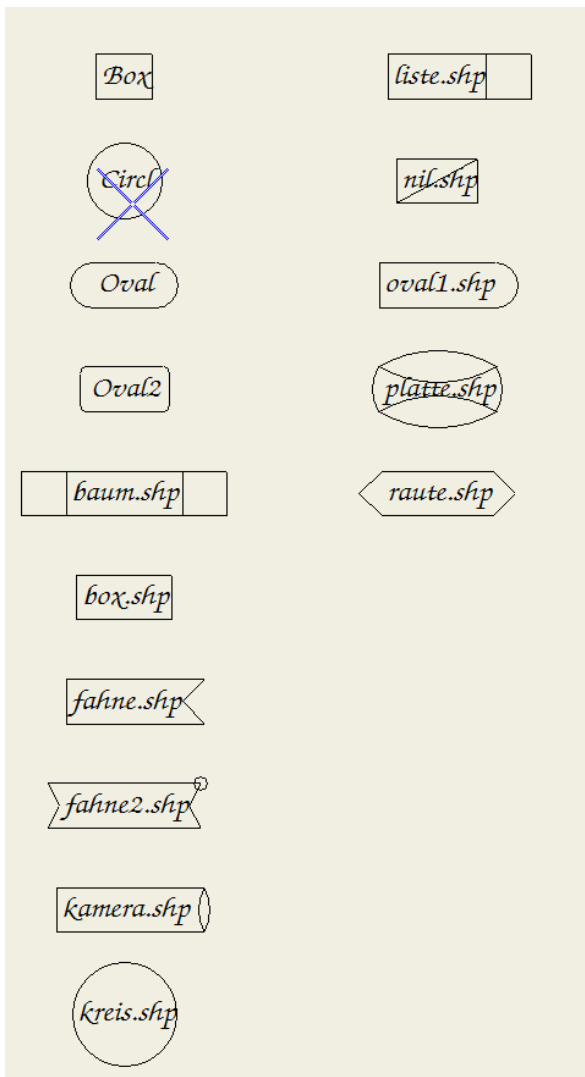 Box
Circl
Oval
Oval2
baum.shp
box.shp
fahne.shp
fahne2.shp
kamera.shp
kreis.shp
liste.shp
nil.shp
oval1.shp
platte.shp
raute.shp